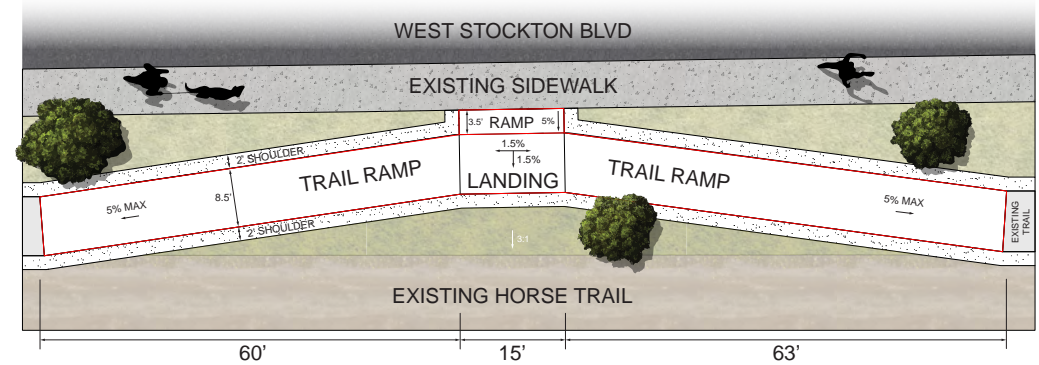 WEST STOCKTON BLVD
EXISTING SIDEWALK
3.5' RAMP 5%
1.5%
1.5%
2' SHOULDER
TRAIL RAMP
LANDING
TRAIL RAMP
5% MAX
8.5'
5% MAX
2' SHOULDER
EXISTING
TRAIL
3:1
EXISTING HORSE TRAIL
60’
15’
63’